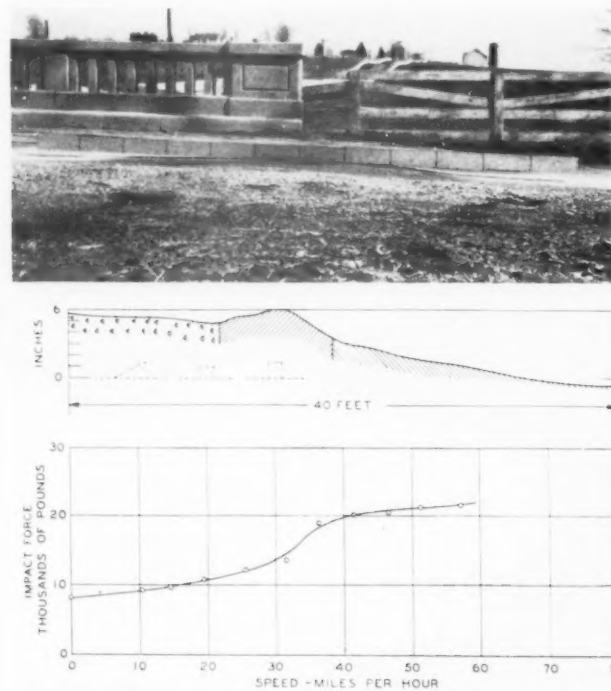 6
INCHES
0
40 FEET
30
20
10
0
IMPACT FORCE
THOUSANDS OF POUNDS
0 10 20 30 40 50 60 70
SPEED - MILES PER HOUR